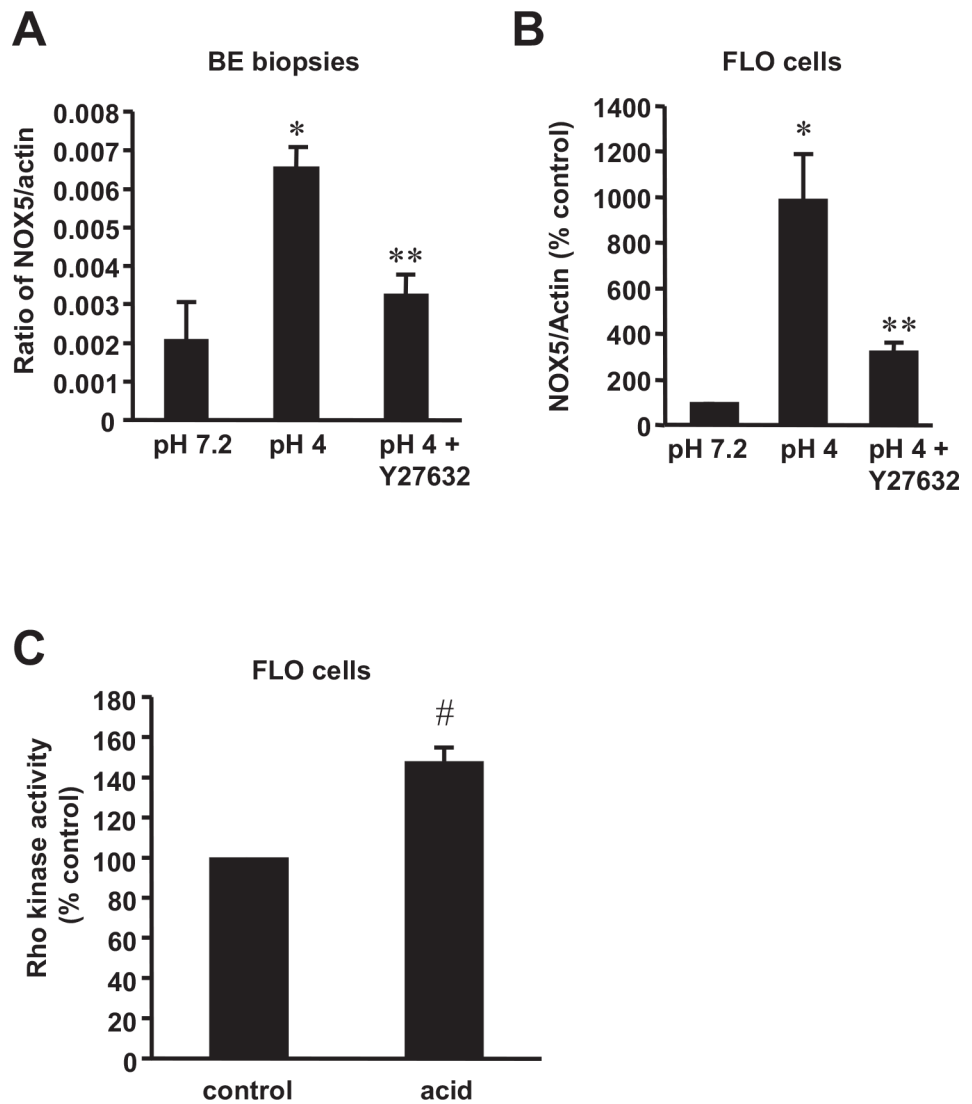 A
BE biopsies
Ratio of NOX5/actin
0.008
0.007
0.006
0.005
0.004
0.003
0.002
0.001
0
*
**
pH 7.2
pH 4
pH 4 +
Y27632
B
FLO cells
NOX5/Actin (% control)
1400
1200
1000
800
600
400
200
0
*
**
pH 7.2
pH 4
pH 4 +
Y27632
C
FLO cells
Rho kinase activity
(% control)
180
160
140
120
100
80
60
40
20
0
#
control
acid